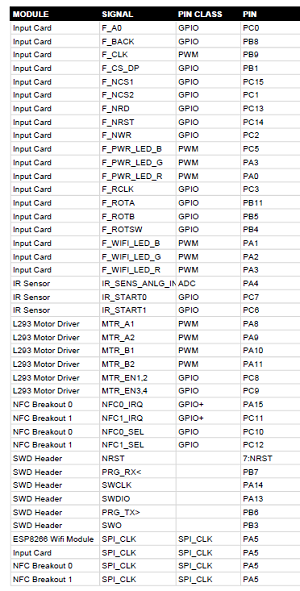 MODULE SIGNAL PIN CLASS PIN
Input Card F_A0 GPIO PC0
Input Card F_BACK GPIO PB8
Input Card F_CLK PWM PB9
Input Card F_CS_DP GPIO PB1
Input Card F_NCS1 GPIO PC15
Input Card F_NCS2 GPIO PC1
Input Card F_NRD GPIO PC13
Input Card F_NRST GPIO PC14
Input Card F_NWR GPIO PC2
Input Card F_PWR_LED_B PWM PC5
Input Card F_PWR_LED_G PWM PA3
Input Card F_PWR_LED_R PWM PA0
Input Card F_RCLK GPIO PC3
Input Card F_ROTA GPIO PB11
Input Card F_ROTB GPIO PB5
Input Card F_ROTSW GPIO PB4
Input Card F_WIFI_LED_B PWM PA1
Input Card F_WIFI_LED_G PWM PA2
Input Card F_WIFI_LED_R PWM PA3
IR Sensor IR_SENS_ANLG_IN ADC PA4
IR Sensor IR_START0 GPIO PC7
IR Sensor IR_START1 GPIO PC6
L293 Motor Driver MTR_A1 PWM PA8
L293 Motor Driver MTR_A2 PWM PA9
L293 Motor Driver MTR_B1 PWM PA10
L293 Motor Driver MTR_B2 PWM PA11
L293 Motor Driver MTR_EN1,2 GPIO PC8
L293 Motor Driver MTR_EN3,4 GPIO PC9
NFC Breakout 0 NFC0_IRQ GPIO+ PA15
NFC Breakout 1 NFC1_IRQ GPIO+ PC11
NFC Breakout 0 NFC0_SEL GPIO PC10
NFC Breakout 1 NFC1_SEL GPIO PC12
SWD Header NRST 7:NRST
SWD Header PRG_RX< PB7
SWD Header SWCLK PA14
SWD Header SWDIO PA13
SWD Header PRG_TX> PB6
SWD Header SWO PB3
ESP8266 Wifi Module SPI_CLK SPI_CLK PA5
Input Card SPI_CLK SPI_CLK PA5
NFC Breakout 0 SPI_CLK SPI_CLK PA5
NFC Breakout 1 SPI_CLK SPI_CLK PA5